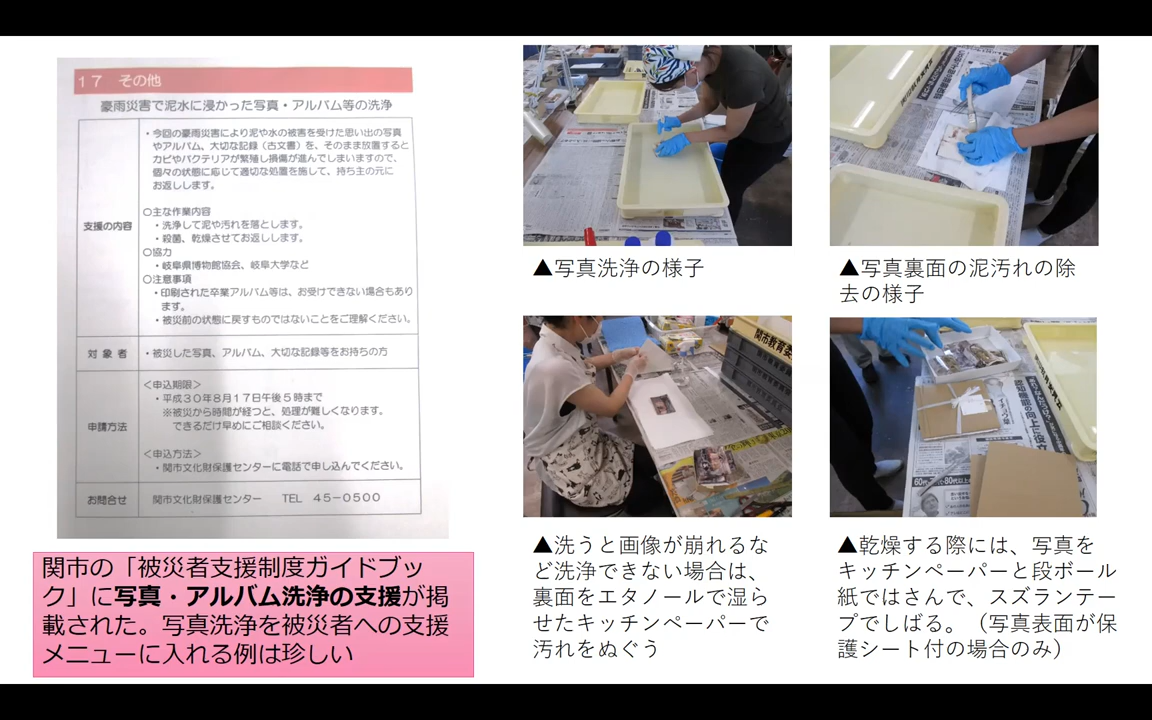 17 その他
豪雨災害で泥水に浸かった写真・アルバム等の洗浄
支援の内容
・今回の豪雨災害により泥や水の被害を受けた思い出の写真
やアルバム、大切な記録（古文書）を、そのまま放置すると
カビやバクテリアが繁殖し損傷が進んでしまいますので、
個々の状態に応じて適切な処置を施して、持ち主の元に
お返しします。
○主な作業内容
・洗浄して泥や汚れを落とします。
・殺菌、乾燥させてお返しします。
○協力
・岐阜県博物館協会、岐阜大学など
○注意事項
・印刷された卒業アルバム等は、お受けできない場合もあり
ます。
・被災前の状態に戻すものではないことをご理解ください。
対象者
・被災した写真、アルバム、大切な記録等をお持ちの方
申請方法
＜申込期限＞
・平成30年8月17日午後5時まで
※被災から時間が経つと、処理が難しくなります。
できるだけ早めにご相談ください。
＜申込方法＞
・関市文化財保護センターに電話で申し込んでください。
お問合せ
関市文化財保護センター TEL 45-0500
関市の「被災者支援制度ガイドブッ
ク」に写真・アルバム洗浄の支援が掲
載された。写真洗浄を被災者への支援
メニューに入れる例は珍しい
▲写真洗浄の様子
▲写真裏面の泥汚れの除
去の様子
関市教育委
▲洗うと画像が崩れるな
ど洗浄できない場合は、
裏面をエタノールで湿ら
せたキッチンペーパーで
汚れをぬぐう
認知機能の
向上に役立
イチョウ葉
60代
80代以上
▲乾燥する際には、写真を
キッチンペーパーと段ボール
紙ではさんで、スズランテー
プでしばる。（写真表面が保
護シート付の場合のみ）